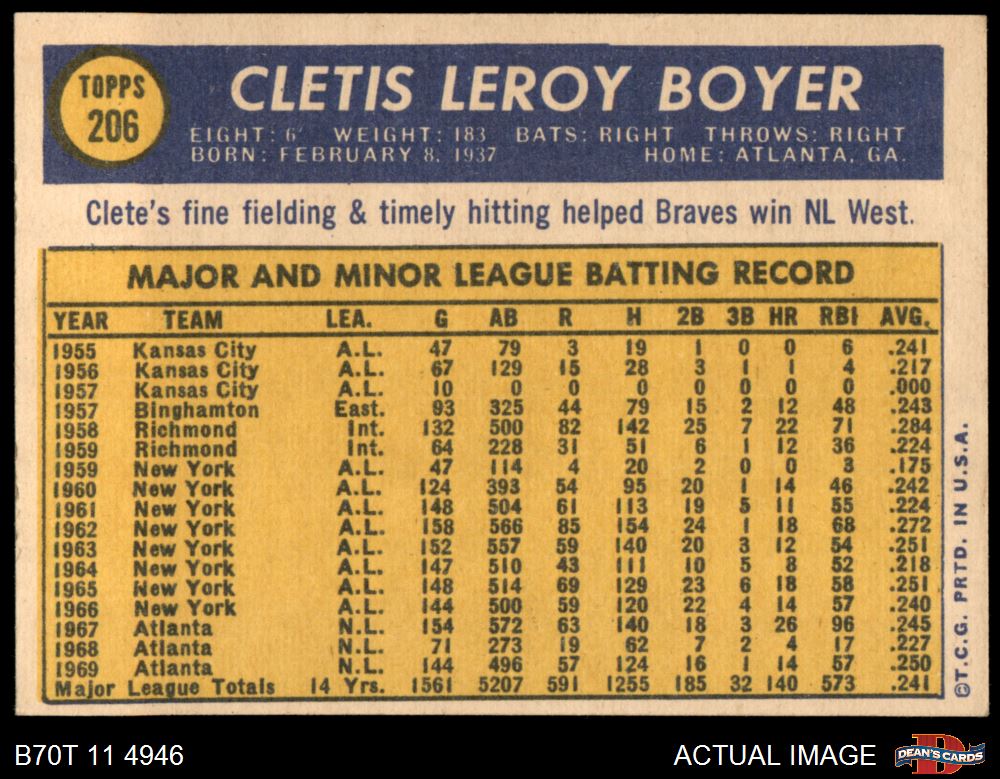 TOPPS
206
CLETIS LEROY BOYER
EIGHT: 6' WEIGHT: 183 BATS: RIGHT THROWS: RIGHT
BORN: FEBRUARY 8, 1937 HOME: ATLANTA, GA.
Clete's fine fielding & timely hitting helped Braves win NL West.
MAJOR AND MINOR LEAGUE BATTING RECORD
YEAR TEAM LEA. G AB R H 2B 3B HR RBI AVG.
1955 Kansas City A.L. 47 79 3 19 1 0 0 6 .241
1956 Kansas City A.L. 67 129 15 28 3 1 1 4 .217
1957 Kansas City A.L. 10 0 0 0 0 0 0 0 .000
1957 Binghamton East. 93 325 44 79 15 2 12 48 .243
1958 Richmond Int. 132 500 82 142 25 7 22 71 .284
1959 Richmond Int. 64 228 31 51 6 1 12 36 .224
1959 New York A.L. 47 114 4 20 2 0 0 3 .175
1960 New York A.L. 124 393 54 95 20 1 14 46 .242
1961 New York A.L. 148 504 61 113 19 5 11 55 .224
1962 New York A.L. 158 566 85 154 24 1 18 68 .272
1963 New York A.L. 152 557 59 140 20 3 12 54 .251
1964 New York A.L. 147 510 43 111 10 5 8 52 .218
1965 New York A.L. 148 514 69 129 23 6 18 58 .251
1966 New York A.L. 144 500 59 120 22 4 14 57 .240
1967 Atlanta N.L. 154 572 63 140 18 3 26 96 .245
1968 Atlanta N.L. 71 273 19 62 7 2 4 17 .227
1969 Atlanta N.L. 144 496 57 124 16 1 14 57 .250
Major League Totals 14 Yrs. 1561 5207 591 1255 185 32 140 573 .241
©T.C.G. PRTD. IN U.S.A.
B70T 11 4946 ACTUAL IMAGE
DEAN'S CARDS